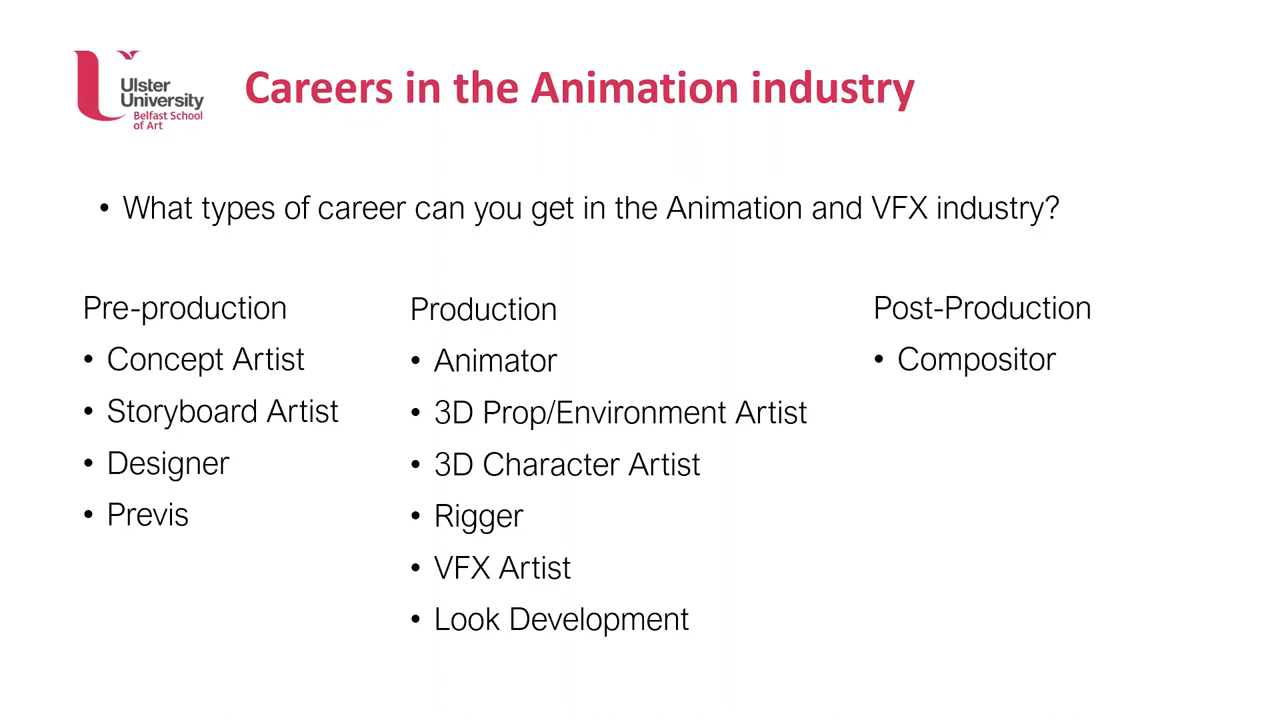 Ulster
University
Belfast School
of Art
Careers in the Animation industry
• What types of career can you get in the Animation and VFX industry?
Pre-production
• Concept Artist
• Storyboard Artist
• Designer
• Previs
Production
• Animator
• 3D Prop/Environment Artist
• 3D Character Artist
• Rigger
• VFX Artist
• Look Development
Post-Production
• Compositor